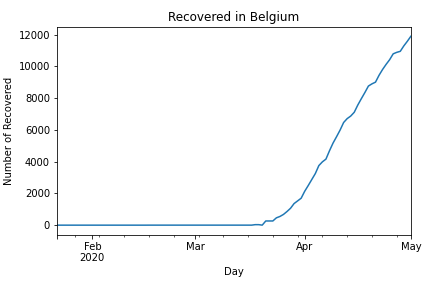 Recovered in Belgium
12000
10000
8000
6000
4000
2000
0
Number of Recovered
Feb
2020
Mar
Apr
May
Day